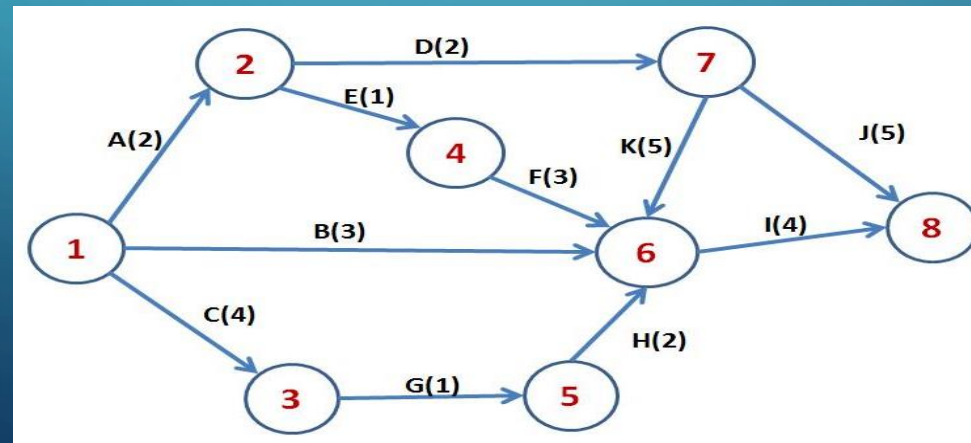 D(2)
2
7
E(1)
A(2)
4
K(5)
J(5)
F(3)
B(3)
I(4)
8
1
6
C(4)
H(2)
G(1)
3
5